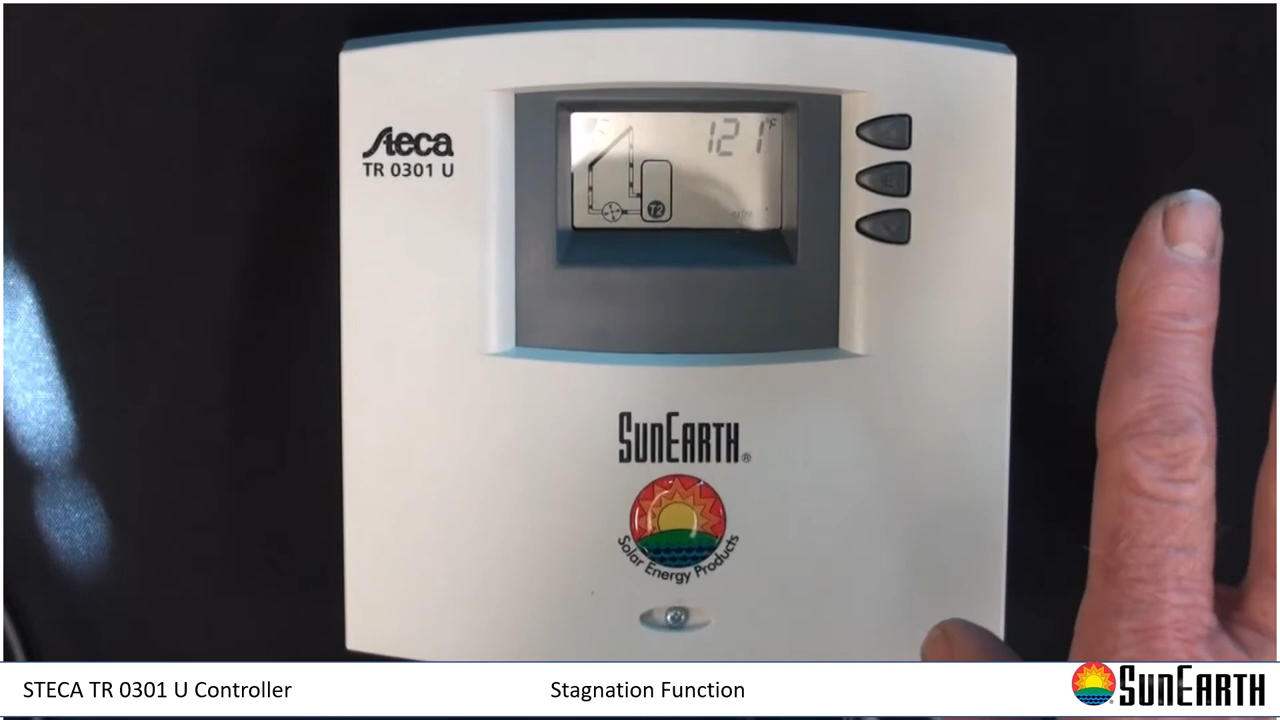 Steca
TR 0301 U
121°F
T2
SUNEARTH®
Solar Energy Products
STECA TR 0301 U Controller
Stagnation Function
SUNEARTH